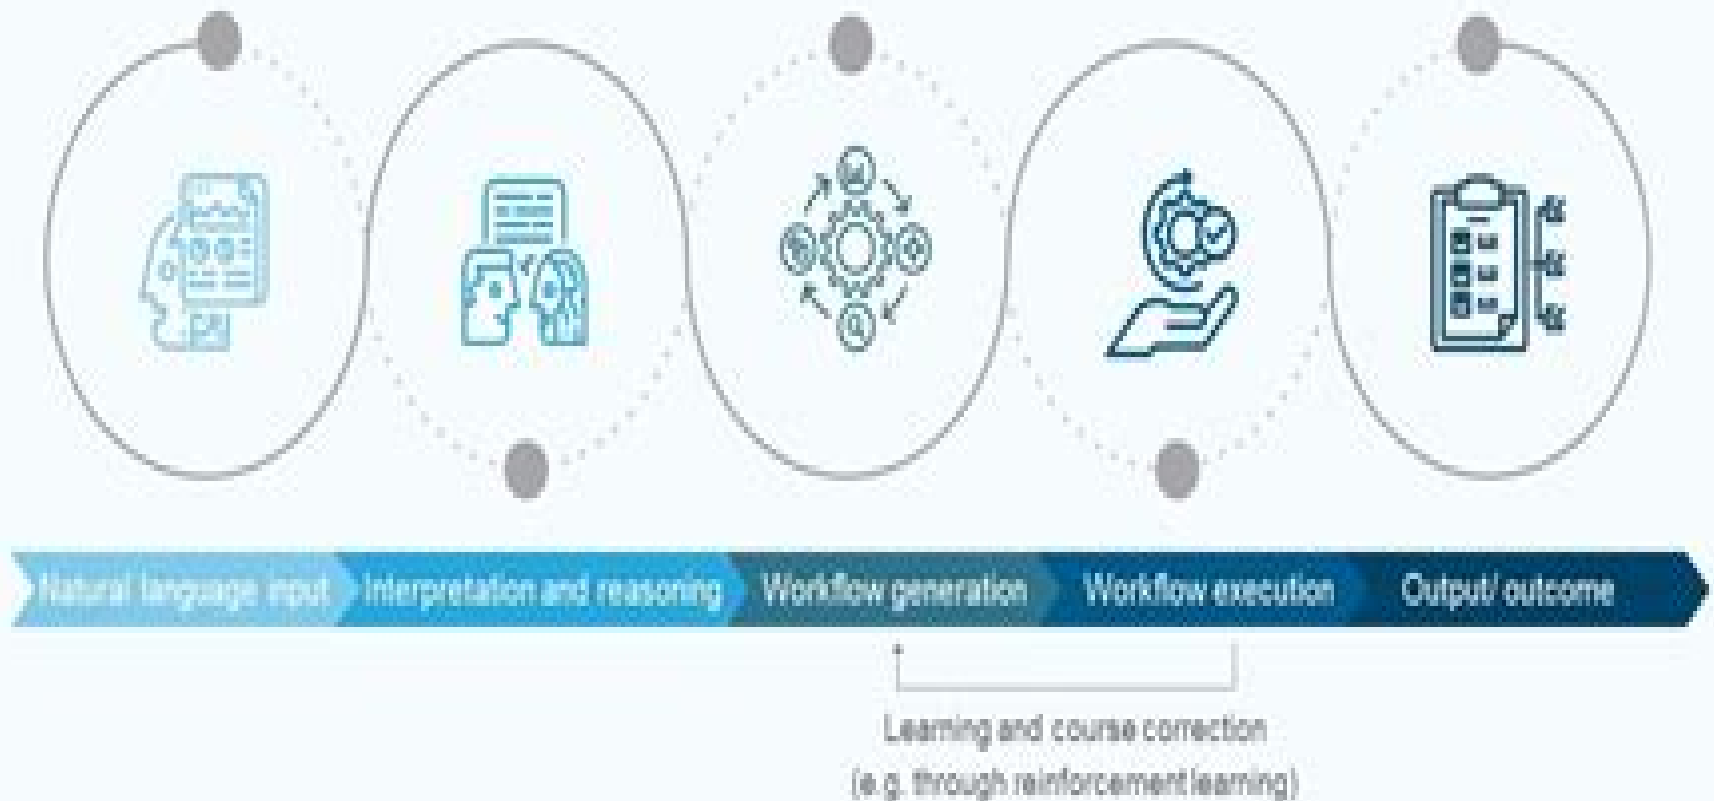 Natural language input
Interpretation and reasoning
Workflow generation
Workflow execution
Output/ outcome
Learning and course correction
(e.g. through reinforcement learning)